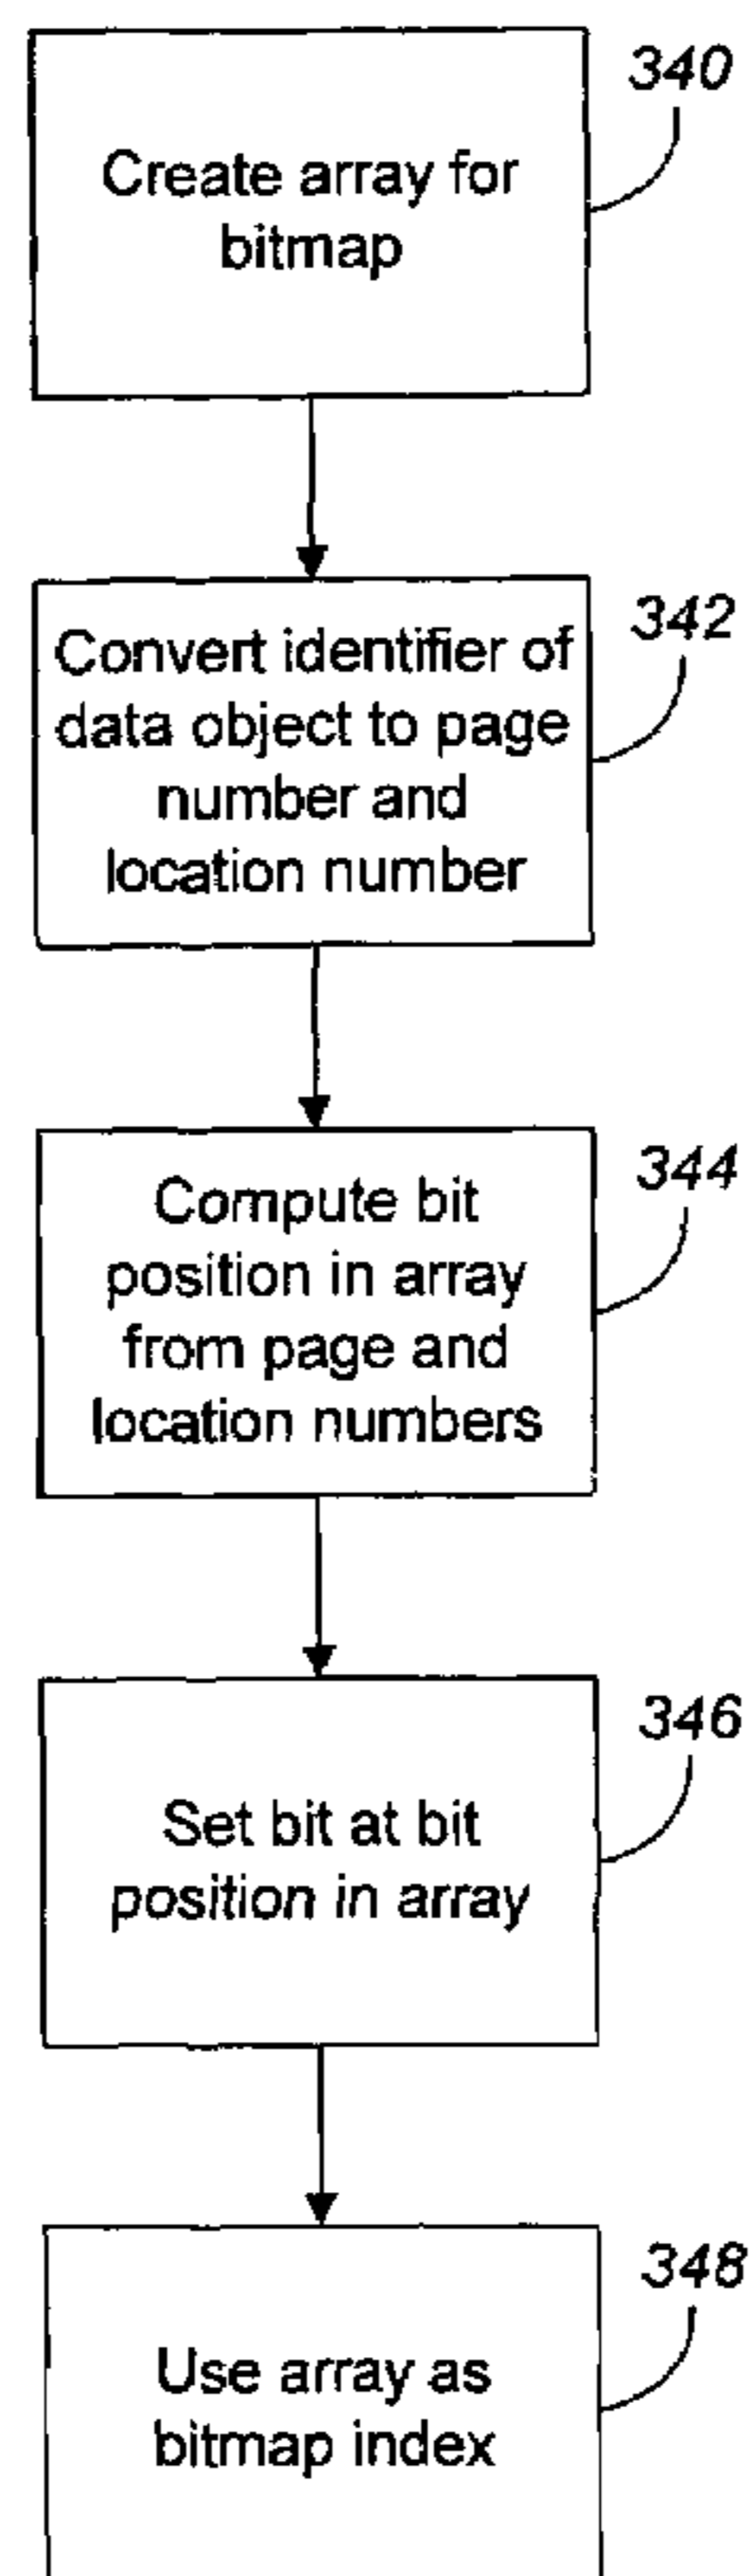 340
Create array for
bitmap
342
Convert identifier of
data object to page
number and
location number
344
Compute bit
position in array
from page and
location numbers
346
Set bit at bit
position in array
348
Use array as
bitmap index